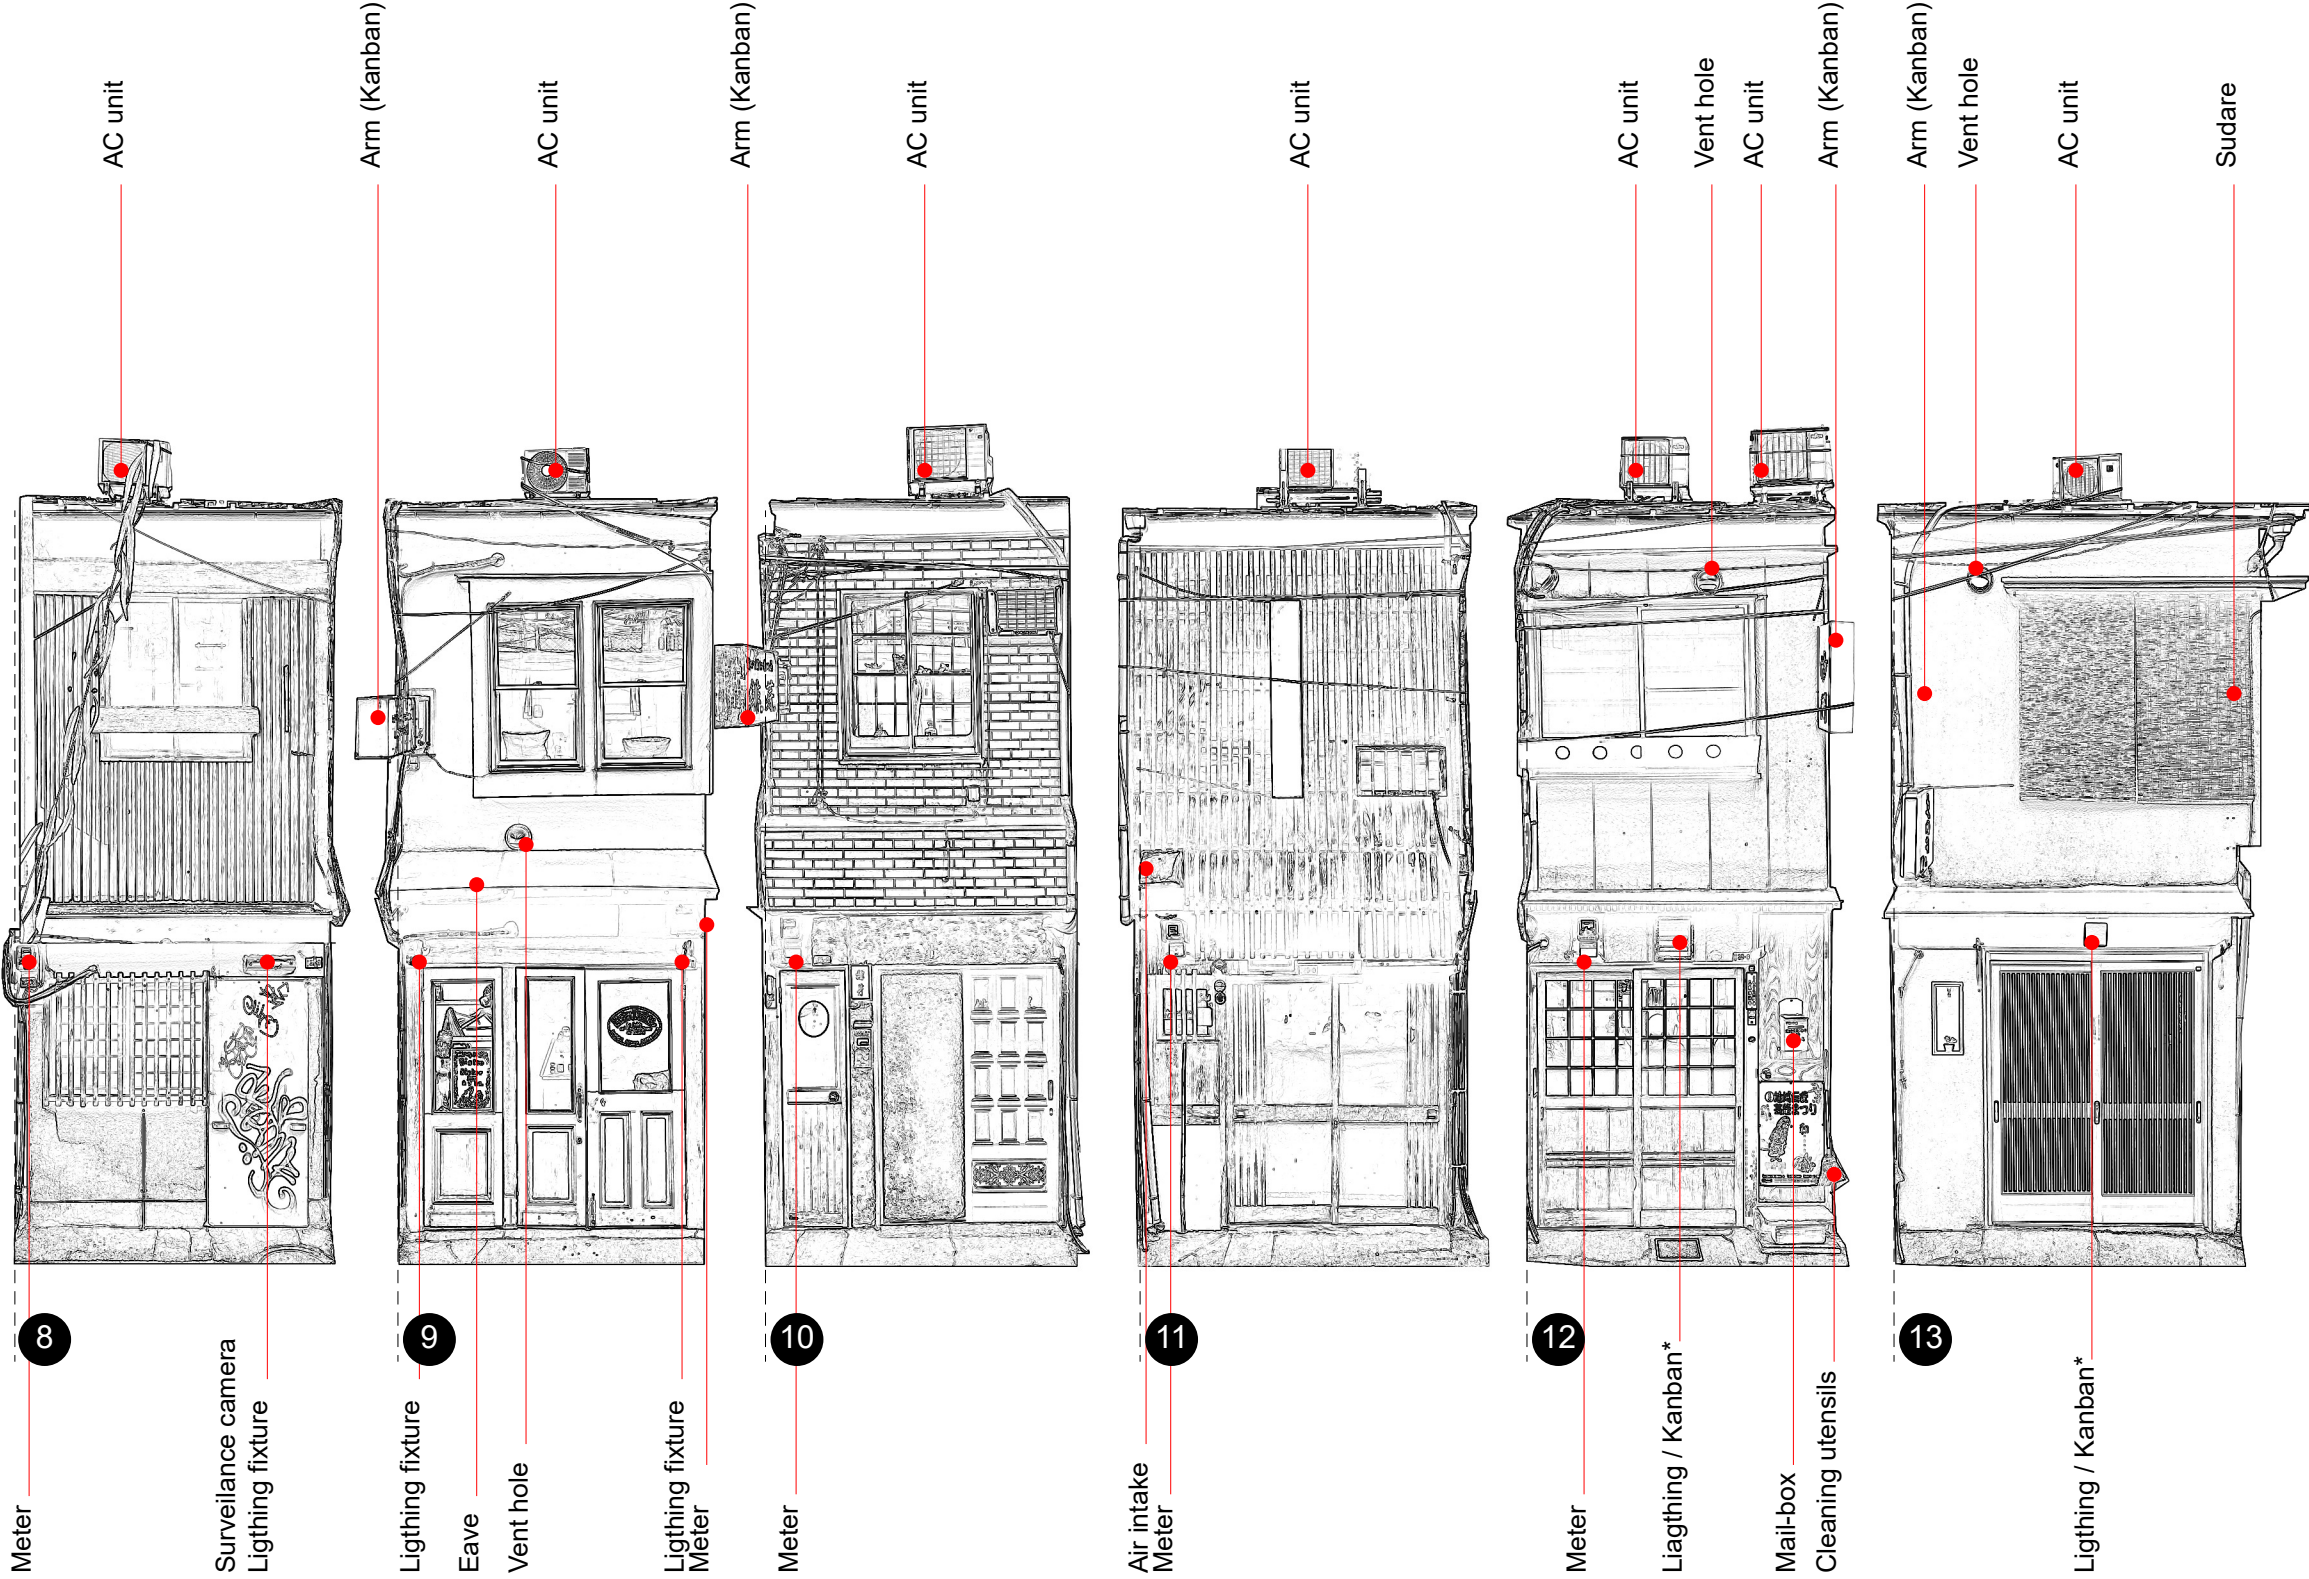 AC unit
Arm (Kanban)
AC unit
Arm (Kanban)
AC unit
AC unit
AC unit
Vent hole
AC unit
Arm (Kanban)
Arm (Kanban)
Vent hole
AC unit
Sudare
8
9
10
11
12
13
Meter
Surveilance camera
Ligthing fixture
Ligthing fixture
Eave
Vent hole
Ligthing fixture
Meter
Meter
Air intake
Meter
Meter
Liagthing / Kanban*
Mail-box
Cleaning utensils
Ligthing / Kanban*